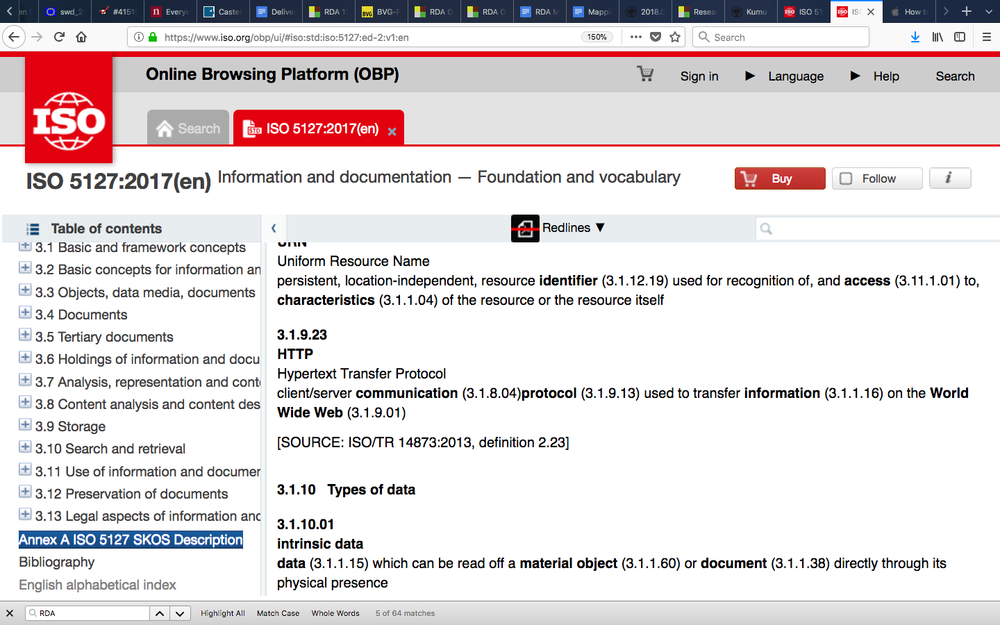 swd_2
#4151
Every
Castel
Deliver
RDA 1
BVG BVG-F
RDA O
RDA O
RDA M
Mappi
2018.0
Resea
Kumu
ISO ISO 51
ISO IS
How to
https://www.iso.org/obp/ui/#iso:std:iso:5127:ed-2:v1:en
150%
Search
Online Browsing Platform (OBP)
Sign in
Language
Help
Search
ISO
Search
STD ISO 5127:2017(en)
ISO 5127:2017(en) Information and documentation — Foundation and vocabulary
Buy
Follow
i
Table of contents
Redlines ▼
3.1 Basic and framework concepts
3.2 Basic concepts for information an
3.3 Objects, data media, documents
3.4 Documents
3.5 Tertiary documents
3.6 Holdings of information and docu
3.7 Analysis, representation and cont
3.8 Content analysis and content des
3.9 Storage
3.10 Search and retrieval
3.11 Use of information and documen
3.12 Preservation of documents
3.13 Legal aspects of information and
Annex A ISO 5127 SKOS Description
Bibliography
English alphabetical index
URN
Uniform Resource Name
persistent, location-independent, resource identifier (3.1.12.19) used for recognition of, and access (3.11.1.01) to,
characteristics (3.1.1.04) of the resource or the resource itself
3.1.9.23
HTTP
Hypertext Transfer Protocol
client/server communication (3.1.8.04)protocol (3.1.9.13) used to transfer information (3.1.1.16) on the World
Wide Web (3.1.9.01)
[SOURCE: ISO/TR 14873:2013, definition 2.23]
3.1.10 Types of data
3.1.10.01
intrinsic data
data (3.1.1.15) which can be read off a material object (3.1.1.60) or document (3.1.1.38) directly through its
physical presence
RDA
Highlight All
Match Case
Whole Words
5 of 64 matches